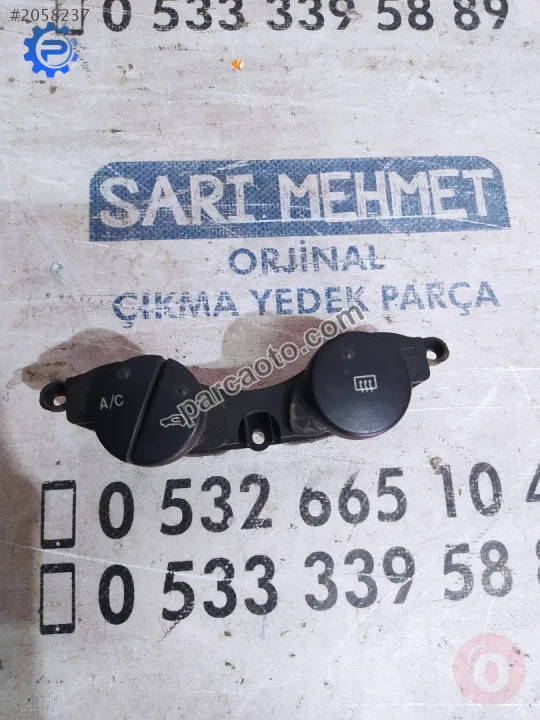 #2058237
0 533 339 58 89
SARI MEHMET
ORJİNAL
ÇIKMA YEDEK PARÇA
parcaoto.com
A/C
0 532 665 10 4
0 533 339 58 8